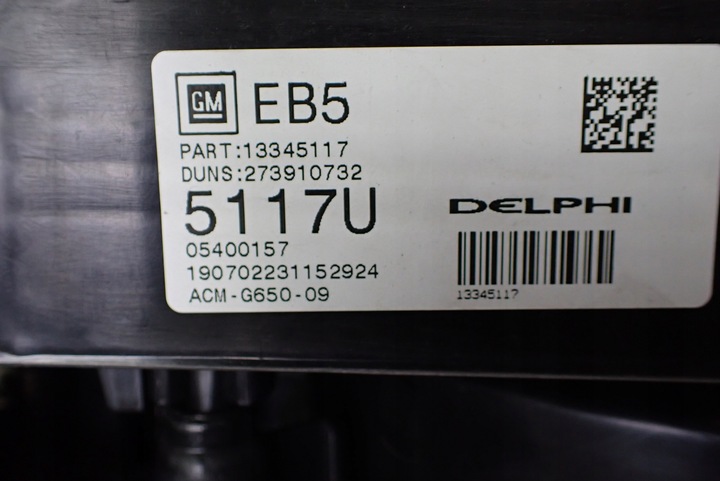 GM EB5
PART:13345117
DUNS:273910732
5117U
DELPHI
05400157
190702231152924
ACM-G650-09
13345117